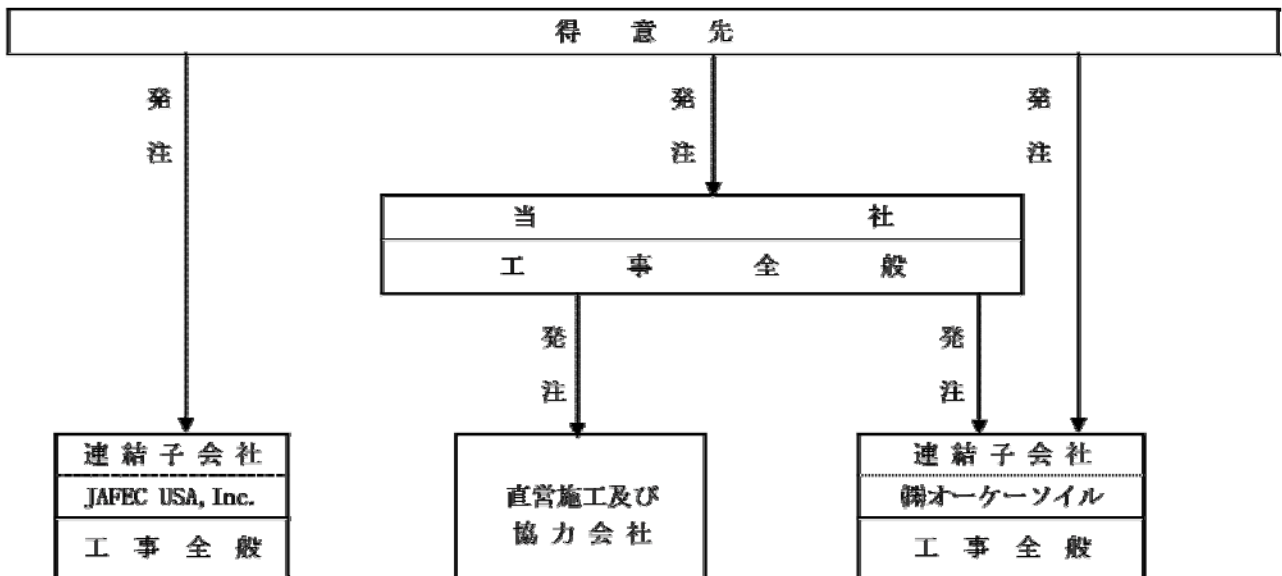 得意先
発注
発注
発注
当社
工事全般
発注
発注
連結子会社
JAFEC USA, Inc.
工事全般
直営施工及び
協力会社
連結子会社
㈱オーケーソイル
工事全般